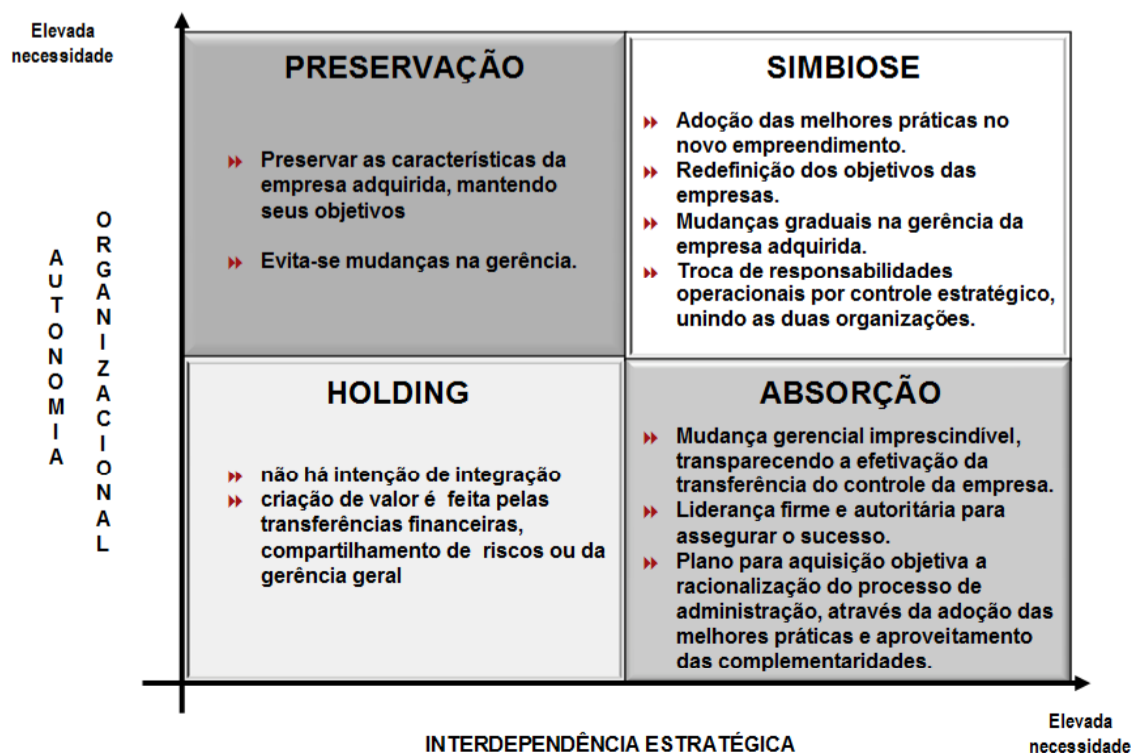 Elevada
necessidade
AUTONOMIA
ORGANIZACIONAL
PRESERVAÇÃO
Preservar as características da
empresa adquirida, mantendo
seus objetivos
Evita-se mudanças na gerência.
SIMBIOSE
Adoção das melhores práticas no
novo empreendimento.
Redefinição dos objetivos das
empresas.
Mudanças graduais na gerência da
empresa adquirida.
Troca de responsabilidades
operacionais por controle estratégico,
unindo as duas organizações.
HOLDING
não há intenção de integração
criação de valor é feita pelas
transferências financeiras,
compartilhamento de riscos ou da
gerência geral
ABSORÇÃO
Mudança gerencial imprescindível,
transparecendo a efetivação da
transferência do controle da empresa.
Liderança firme e autoritária para
assegurar o sucesso.
Plano para aquisição objetiva a
racionalização do processo de
administração, através da adoção das
melhores práticas e aproveitamento
das complementaridades.
INTERDEPENDÊNCIA ESTRATÉGICA
Elevada
necessidade